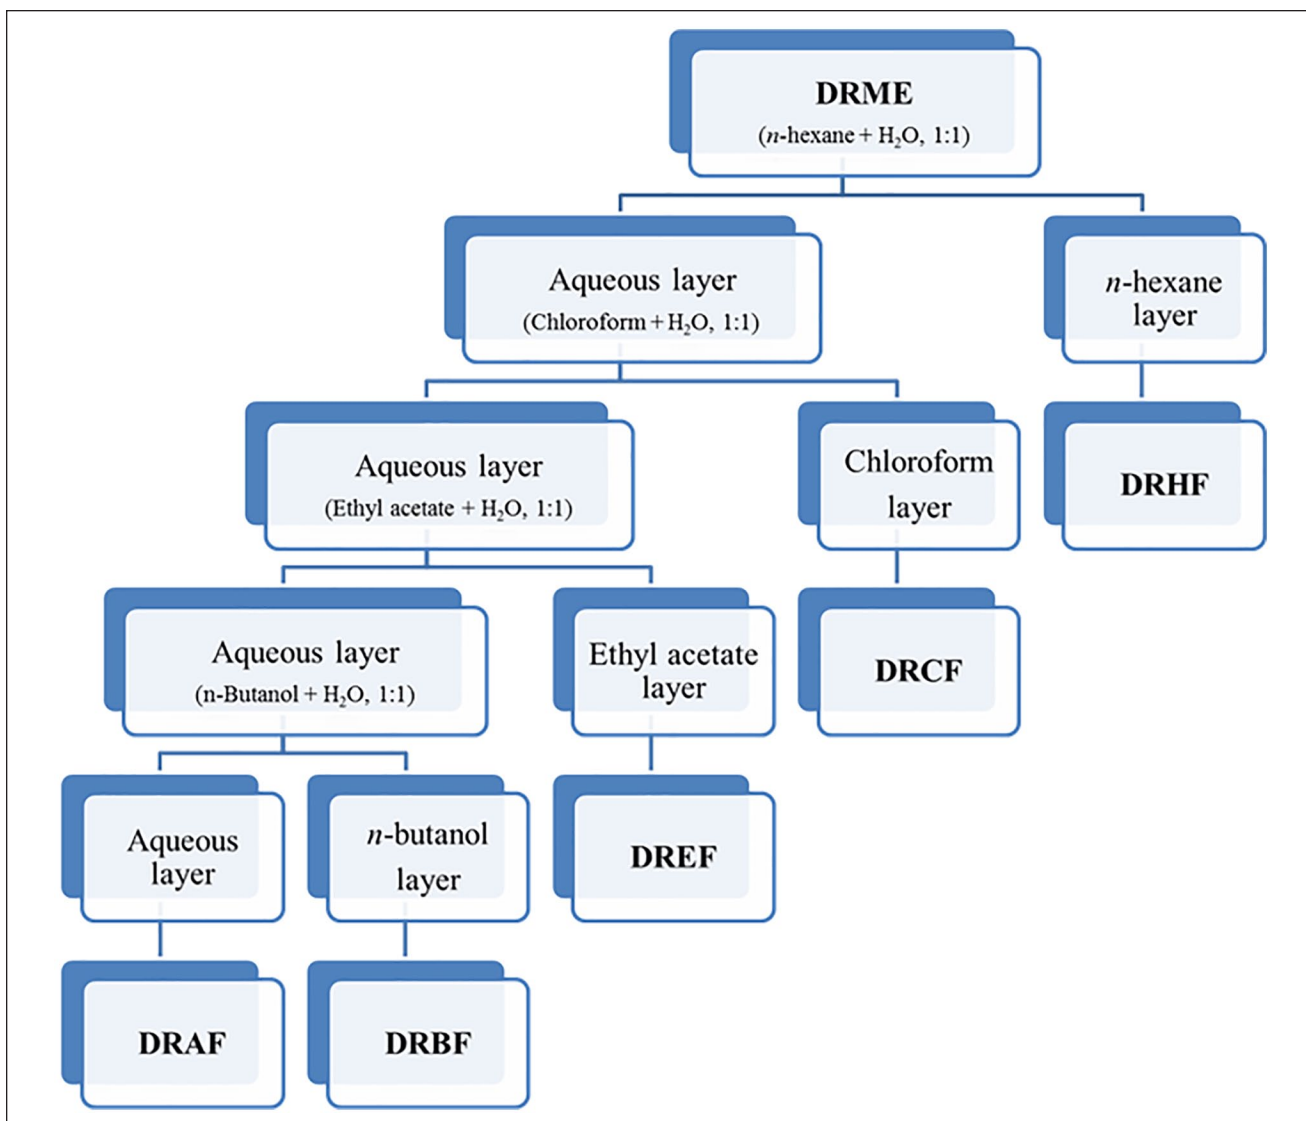 DRME
(n-hexane + H₂O, 1:1)
Aqueous layer
(Chloroform + H₂O, 1:1)
n-hexane
layer
Aqueous layer
(Ethyl acetate + H₂O, 1:1)
Chloroform
layer
DRHF
Aqueous layer
(n-Butanol + H₂O, 1:1)
Ethyl acetate
layer
DRCF
Aqueous
layer
n-butanol
layer
DREF
DRAF
DRBF